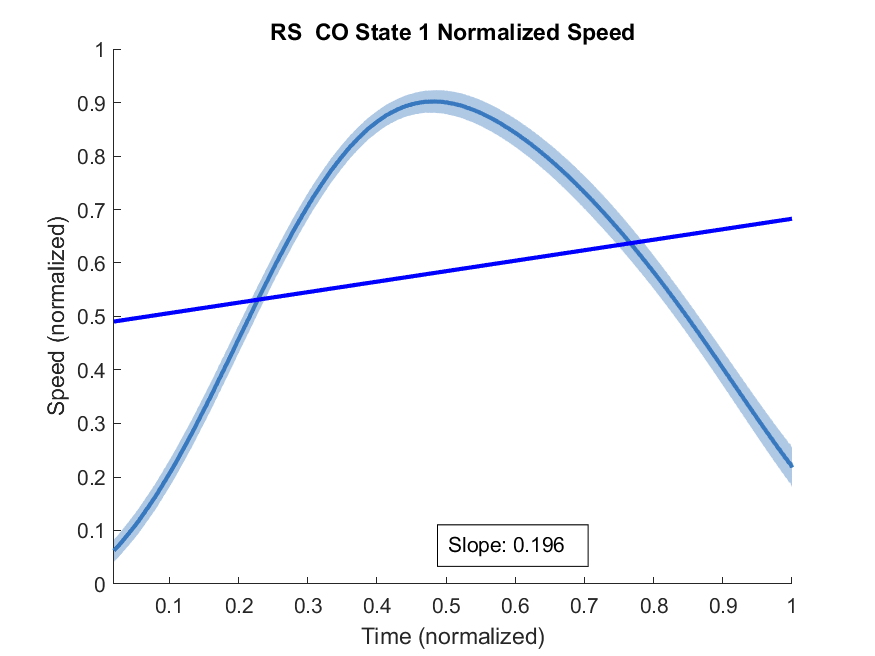 RS  CO State 1 Normalized Speed
1
0.9
0.8
0.7
0.6
0.5
0.4
0.3
0.2
0.1
0
Speed (normalized)
Slope: 0.196
0.1 0.2 0.3 0.4 0.5 0.6 0.7 0.8 0.9 1
Time (normalized)